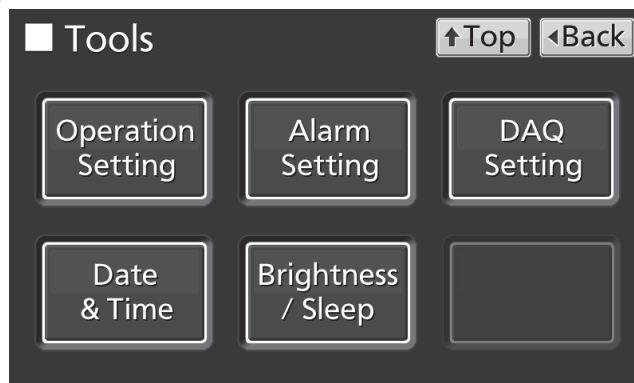 Tools
Top
Back
Operation
Setting
Alarm
Setting
DAQ
Setting
Date
& Time
Brightness
/ Sleep